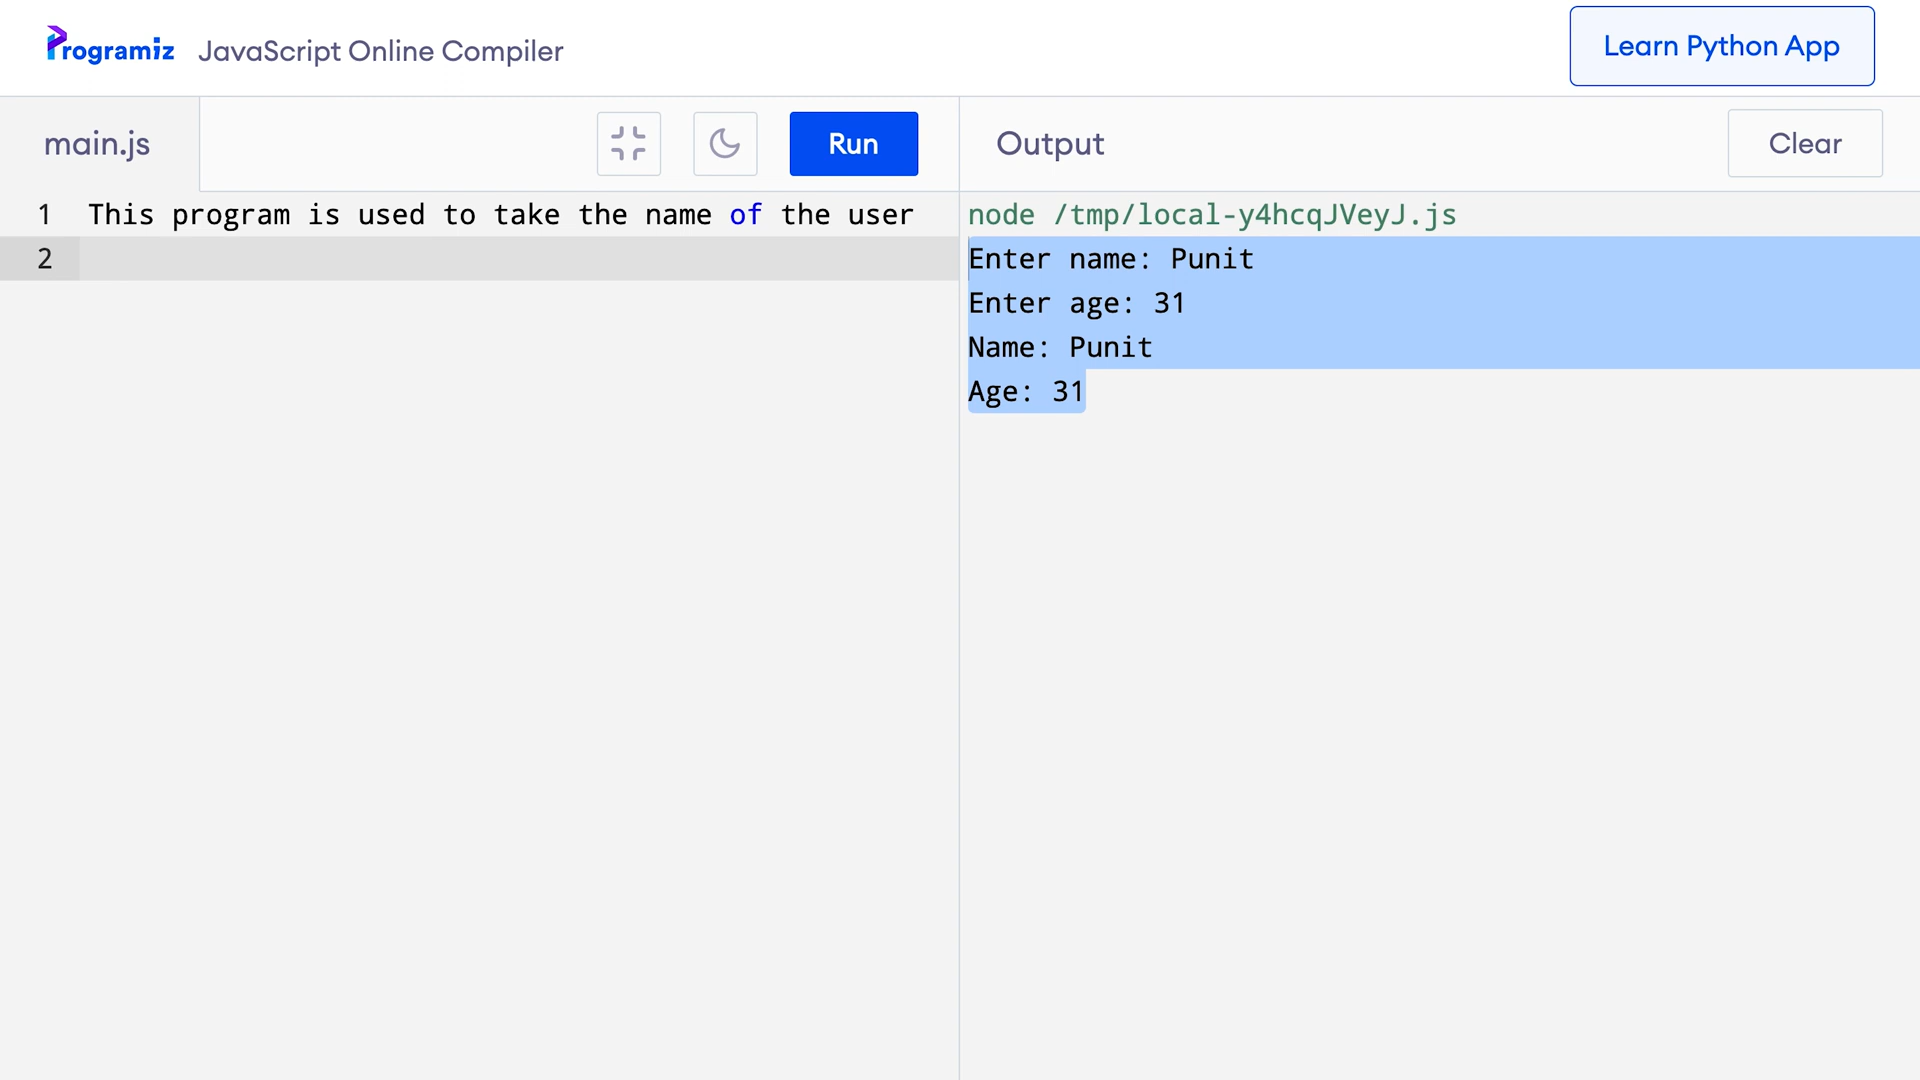 Programiz JavaScript Online Compiler
Learn Python App
main.js
Run
Output
Clear
1 This program is used to take the name of the user
2
node /tmp/local-y4hcqJVeyJ.js
Enter name: Punit
Enter age: 31
Name: Punit
Age: 31